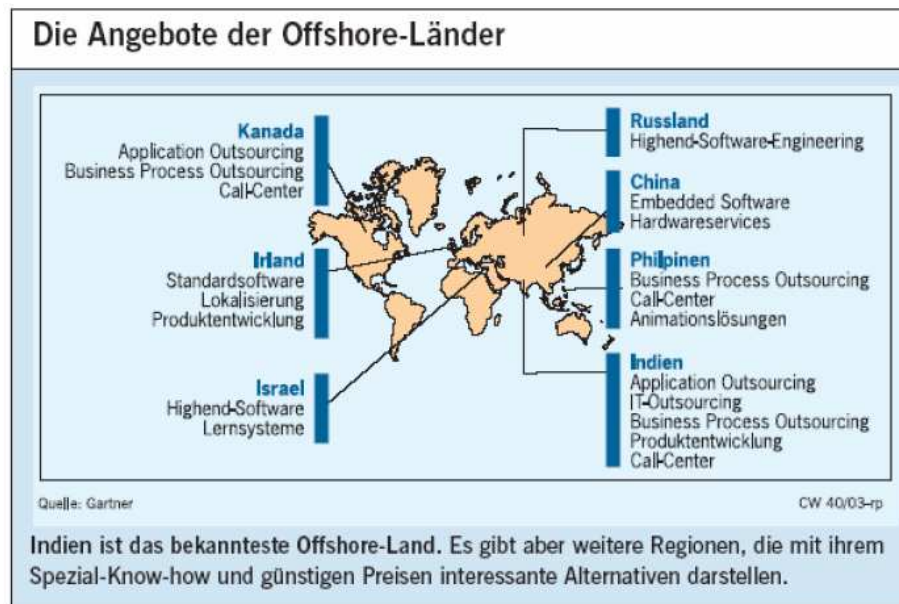 Die Angebote der Offshore-Länder
Kanada
Application Outsourcing
Business Process Outsourcing
Call-Center
Irland
Standardsoftware
Lokalisierung
Produktentwicklung
Israel
Highend-Software
Lernsysteme
Russland
Highend-Software-Engineering
China
Embedded Software
Hardwareservices
Philpinen
Business Process Outsourcing
Call-Center
Animationslösungen
Indien
Application Outsourcing
IT-Outsourcing
Business Process Outsourcing
Produktentwicklung
Call-Center
Quelle: Gartner
CW 40/03-rp
Indien ist das bekannteste Offshore-Land. Es gibt aber weitere Regionen, die mit ihrem
Spezial-Know-how und günstigen Preisen interessante Alternativen darstellen.